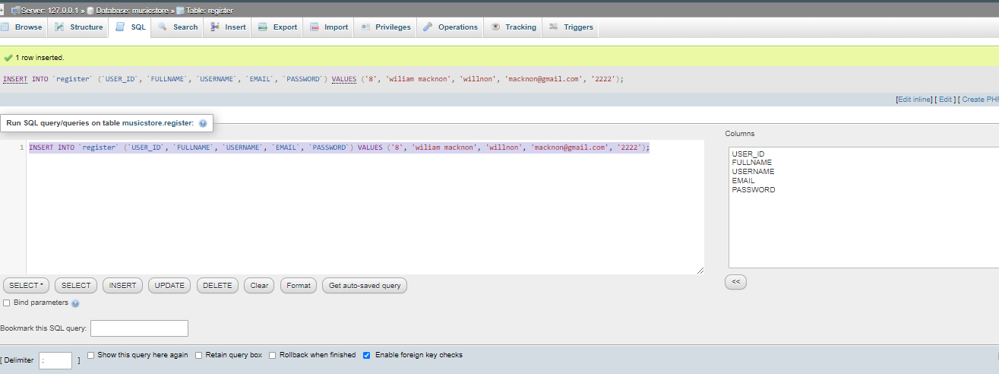 Server: 127.0.0.1 » Database: musicstore » Table: register
Browse Structure SQL Search Insert Export Import Privileges Operations Tracking Triggers
1 row inserted.
INSERT INTO `register` (`USER_ID`, `FULLNAME`, `USERNAME`, `EMAIL`, `PASSWORD`) VALUES ('8', 'wiliam macknon', 'willnon', 'macknon@gmail.com', '2222');
[Edit inline] [ Edit ] [ Create PHP
Run SQL query/queries on table musicstore.register:
Columns
1 INSERT INTO `register` (`USER_ID`, `FULLNAME`, `USERNAME`, `EMAIL`, `PASSWORD`) VALUES ('8', 'wiliam macknon', 'willnon', 'macknon@gmail.com', '2222');
USER_ID
FULLNAME
USERNAME
EMAIL
PASSWORD
<<
SELECT * SELECT INSERT UPDATE DELETE Clear Format Get auto-saved query
Bind parameters
Bookmark this SQL query:
[ Delimiter ; ] Show this query here again Retain query box Rollback when finished Enable foreign key checks